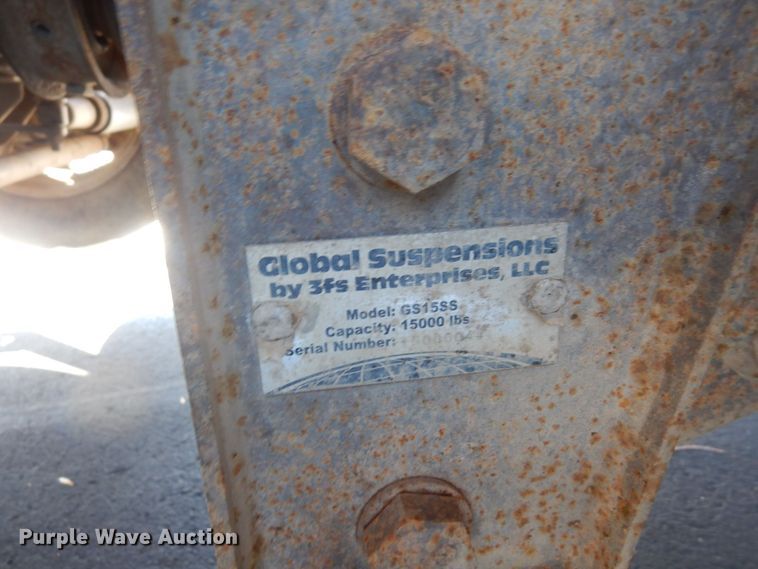 Global Suspensions
by 3fs Enterprises, LLC
Model: GS15SS
Capacity: 15000 lbs
Serial Number:
Purple Wave Auction